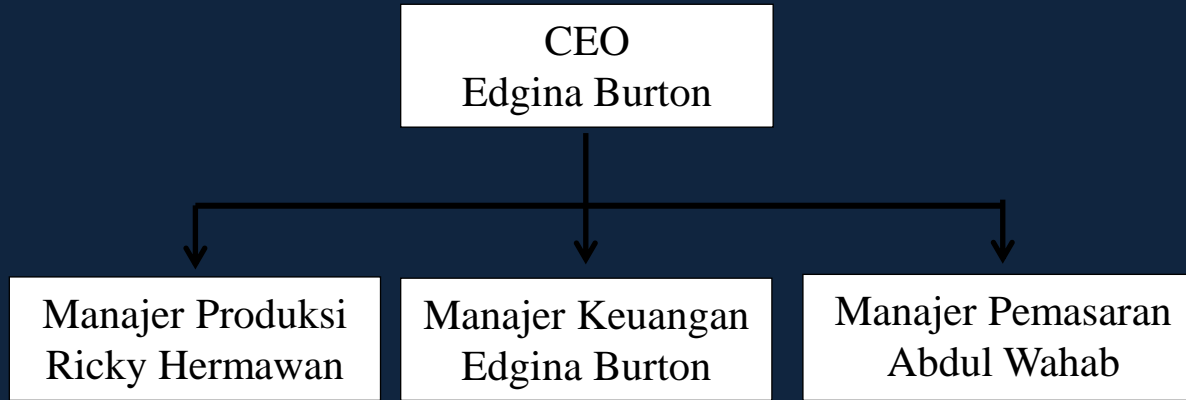 CEO
Edgina Burton
Manajer Produksi
Ricky Hermawan
Manajer Keuangan
Edgina Burton
Manajer Pemasaran
Abdul Wahab